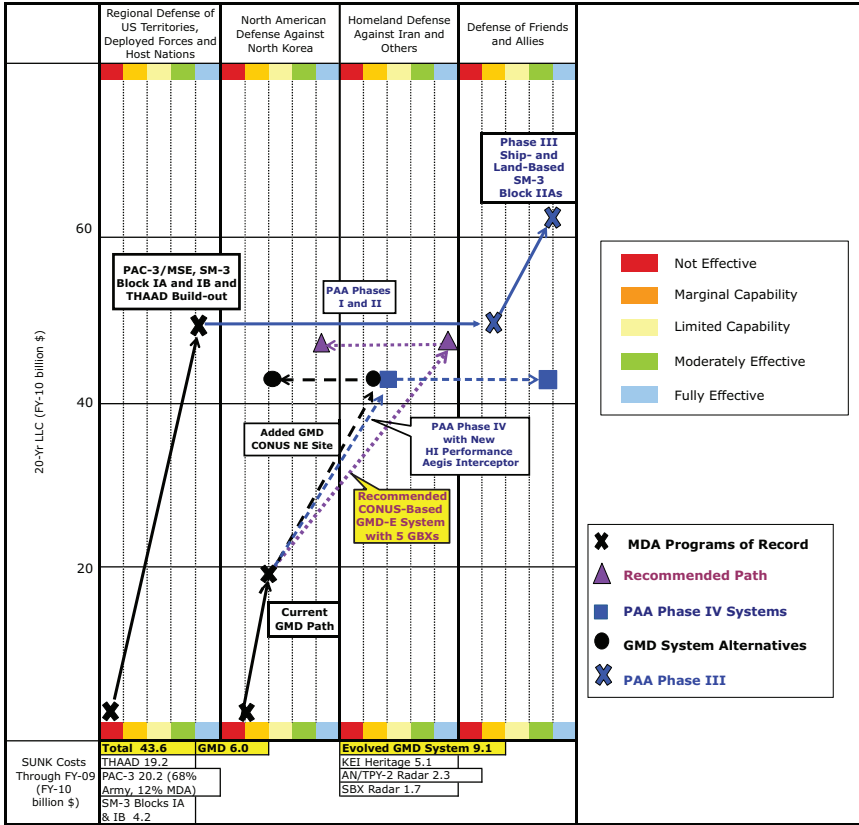 Regional Defense of
US Territories,
Deployed Forces and
Host Nations
North American
Defense Against
North Korea
Homeland Defense
Against Iran and
Others
Defense of Friends
and Allies
20-Yr LLC (FY-10 billion $)
60
40
20
Phase III
Ship- and
Land-Based
SM-3
Block IIAs
PAC-3/MSE, SM-3
Block IA and IB and
THAAD Build-out
PAA Phases
I and II
Added GMD
CONUS NE Site
PAA Phase IV
with New
HI Performance
Aegis Interceptor
Recommended
CONUS-Based
GMD-E System
with 5 GBXs
Current
GMD Path
Not Effective
Marginal Capability
Limited Capability
Moderately Effective
Fully Effective
MDA Programs of Record
Recommended Path
PAA Phase IV Systems
GMD System Alternatives
PAA Phase III
SUNK Costs
Through FY-09
(FY-10
billion $)
Total 43.6
THAAD 19.2
PAC-3 20.2 (68%
Army, 12% MDA)
SM-3 Blocks IA
& IB 4.2
GMD 6.0
Evolved GMD System 9.1
KEI Heritage 5.1
AN/TPY-2 Radar 2.3
SBX Radar 1.7